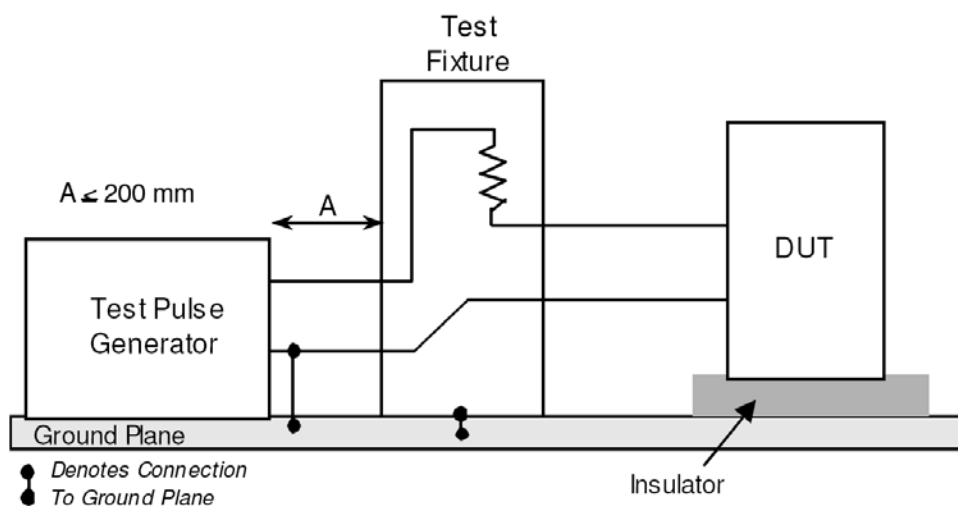 Test
Fixture
A ≤ 200 mm
A
Test Pulse
Generator
DUT
Ground Plane
Denotes Connection
To Ground Plane
Insulator